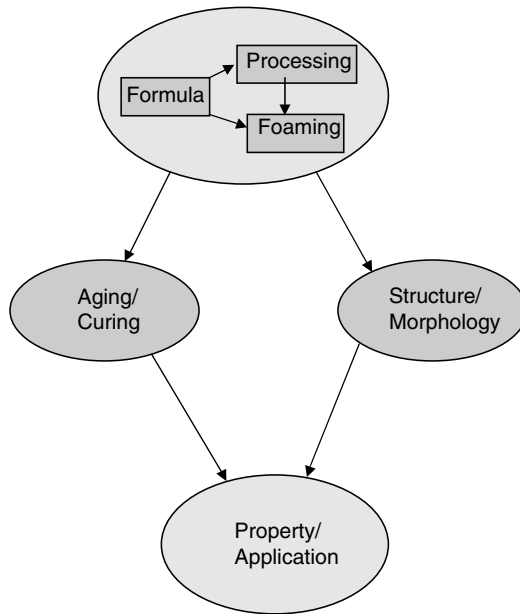 Processing
Formula
Foaming
Aging/
Curing
Structure/
Morphology
Property/
Application